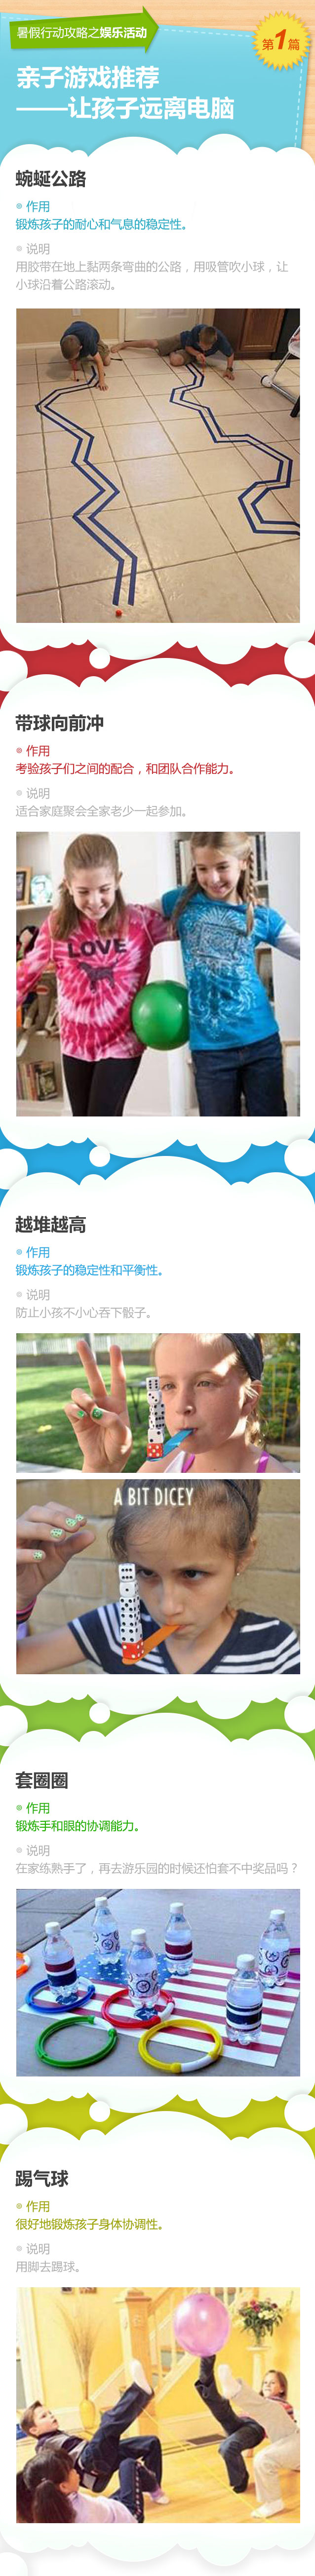 暑假行动攻略之娱乐活动
第1篇
亲子游戏推荐
——让孩子远离电脑
蜿蜒公路
作用
锻炼孩子的耐心和气息的稳定性。
说明
用胶带在地上黏两条弯曲的公路，用吸管吹小球，让
小球沿着公路滚动。
带球向前冲
作用
考验孩子们之间的配合，和团队合作能力。
说明
适合家庭聚会全家老少一起参加。
LOVE
越堆越高
作用
锻炼孩子的稳定性和平衡性。
说明
防止小孩不小心吞下骰子。
A BIT DICEY
套圈圈
作用
锻炼手和眼的协调能力。
说明
在家练熟手了，再去游乐园的时候还怕套不中奖品吗？
踢气球
作用
很好地锻炼孩子身体协调性。
说明
用脚去踢球。